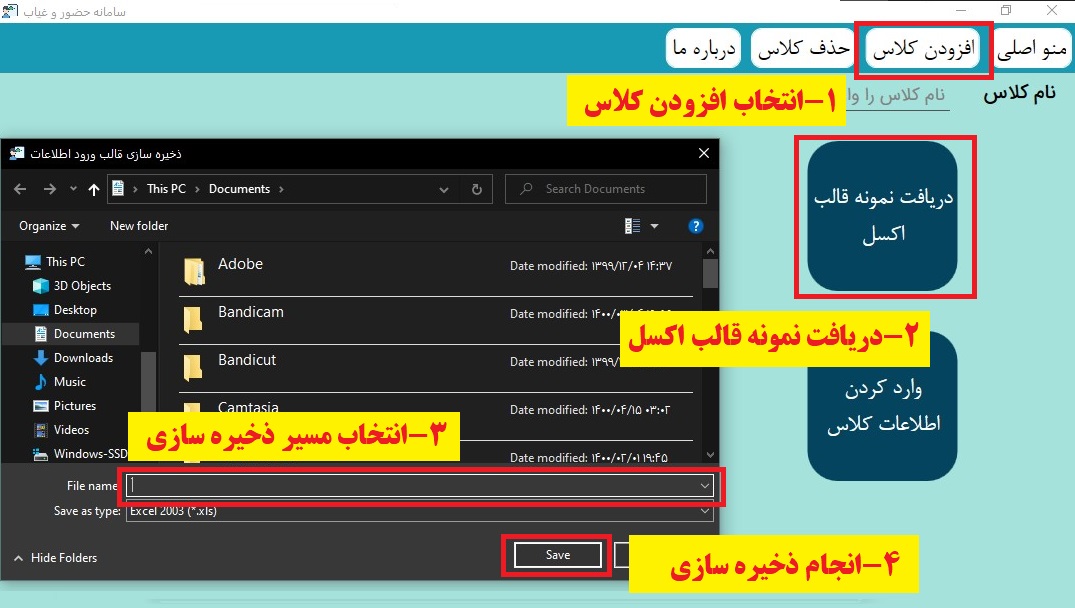 سامانه حضور و غیاب
منو اصلی
افزودن کلاس
حذف کلاس
درباره ما
نام کلاس
نام کلاس را وا
۱-انتخاب افزودن کلاس
دریافت نمونه قالب
اکسل
۲-دریافت نمونه قالب اکسل
وارد کردن
اطلاعات کلاس
ذخیره سازی قالب ورود اطلاعات
This PC › Documents ›
Search Documents
Organize
New folder
This PC
3D Objects
Desktop
Documents
Downloads
Music
Pictures
Videos
Windows-SSD
Adobe
Date modified: ۱۳۹۹/۱۲/۰۴ ۱۴:۳۷
Bandicam
Date modified: ۱۴۰۰/۰
Bandicut
Date modified: ۱۳۹۹/
Camtasia
Date modified: ۱۴۰۰/۰۴/۱۵ ۰۳:۰۲
Date modified: ۱۴۰۰/۰۲/۰۱ ۱۹:۴۵
۳-انتخاب مسیر ذخیره سازی
File name:
Save as type: Excel 2003 (*.xls)
Hide Folders
Save
۴-انجام ذخیره سازی